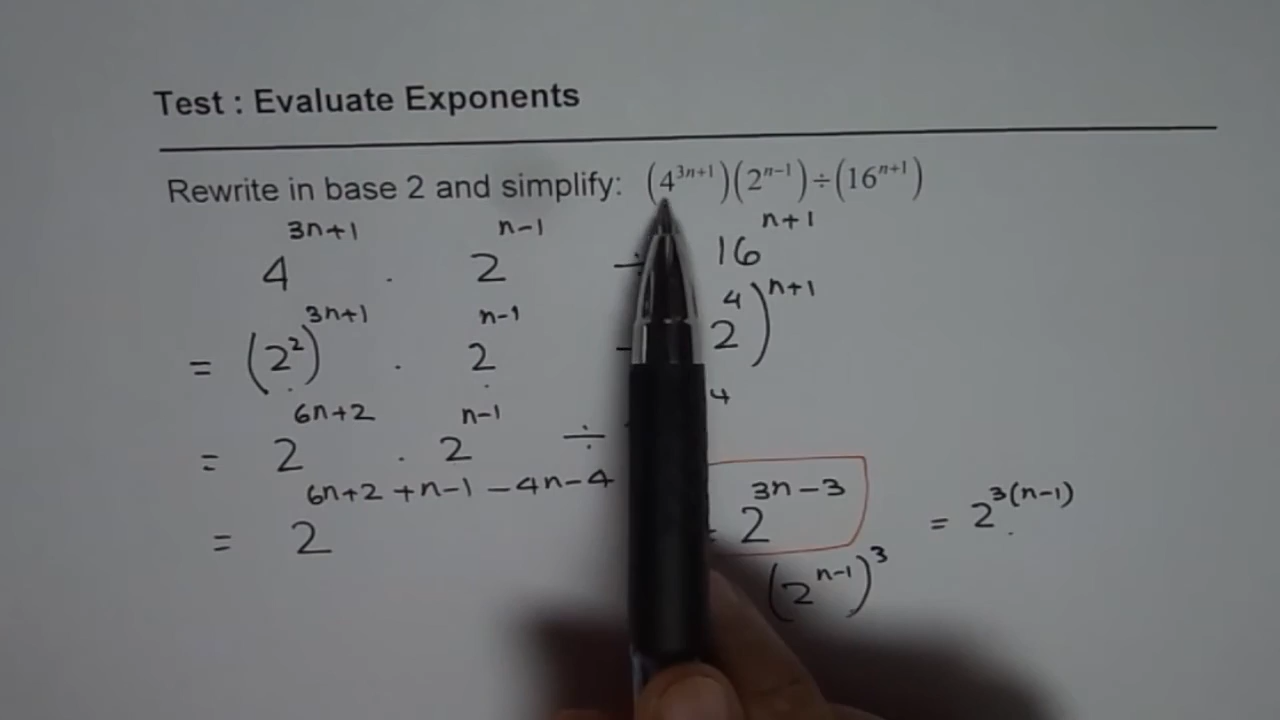 Test : Evaluate Exponents
Rewrite in base 2 and simplify: (4^{3n+1})(2^{n-1})÷(16^{n+1})
4^{3n+1} . 2^{n-1} ÷ 16^{n+1}
= (2^2)^{3n+1} . 2^{n-1} 2^4)^{n+1}
= 2^{6n+2} . 2^{n-1} ÷ 4
= 2^{6n+2+n-1-4n-4} 2^{3n-3} = 2^{3(n-1)}
(2^{n-1})^3